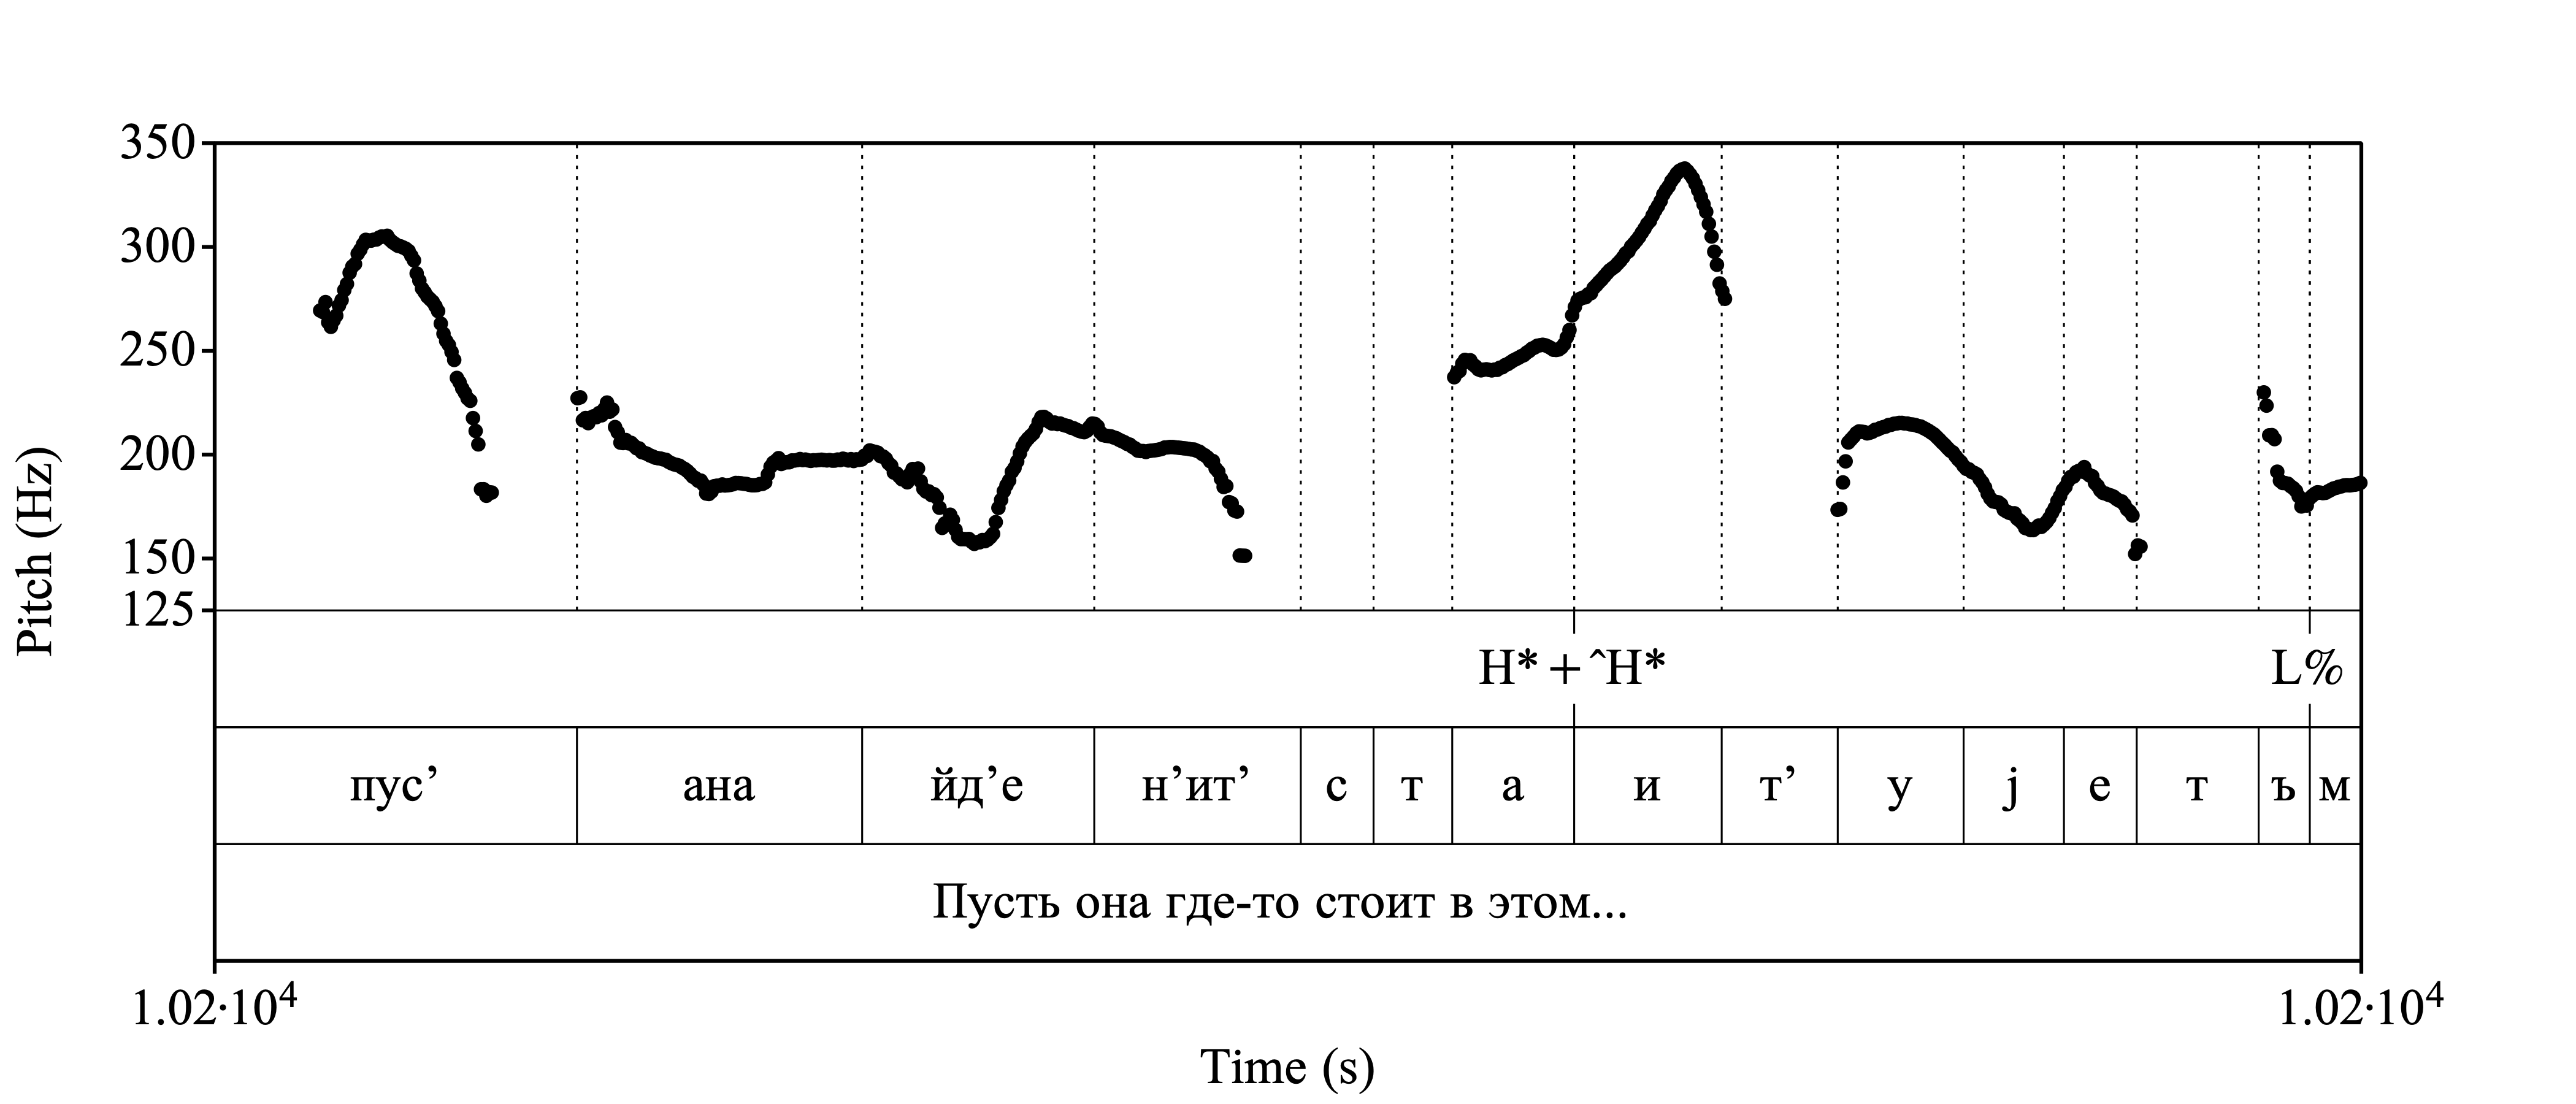 350
300
250
200
150
125
Pitch (Hz)
H* + ^H* L%
пус’ ана йд’е н’ит’ с т а и т’ у j е т ъ м
Пусть она где-то стоит в этом...
1.02·10⁴ 1.02·10⁴
Time (s)